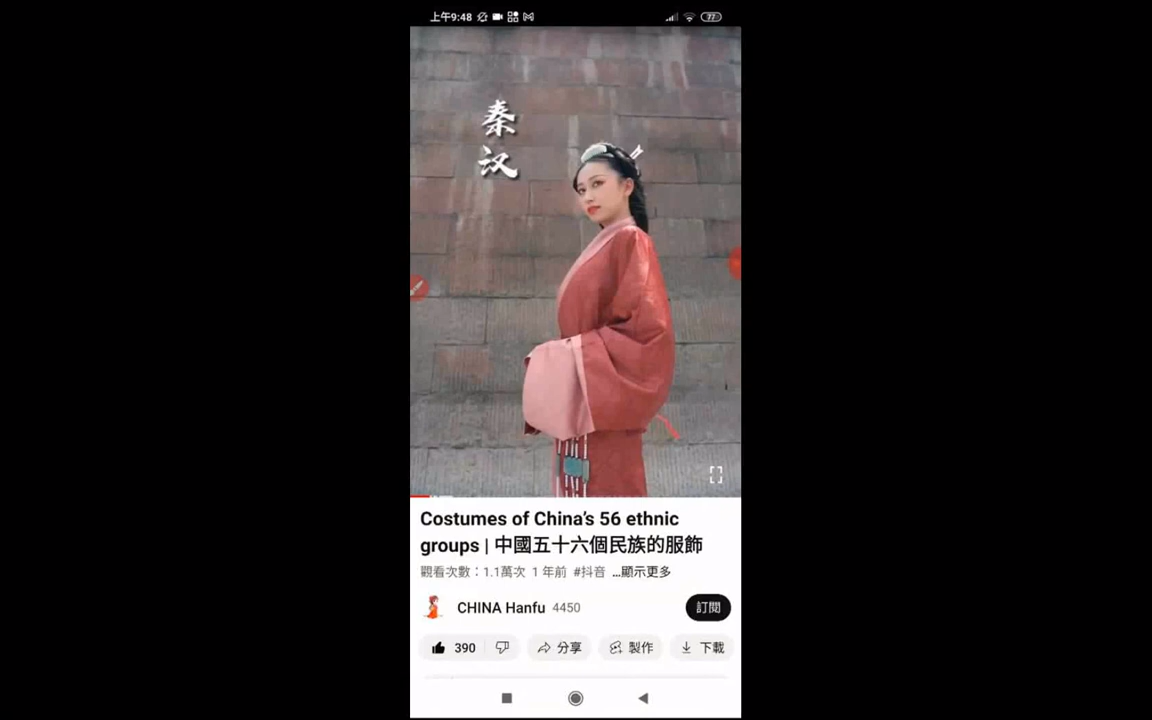 上午9:48
77
秦
汉
Costumes of China's 56 ethnic
groups | 中國五十六個民族的服飾
觀看次數：1.1萬次 1 年前 #抖音 ...顯示更多
CHINA Hanfu 4450
訂閱
390 分享 製作 下載